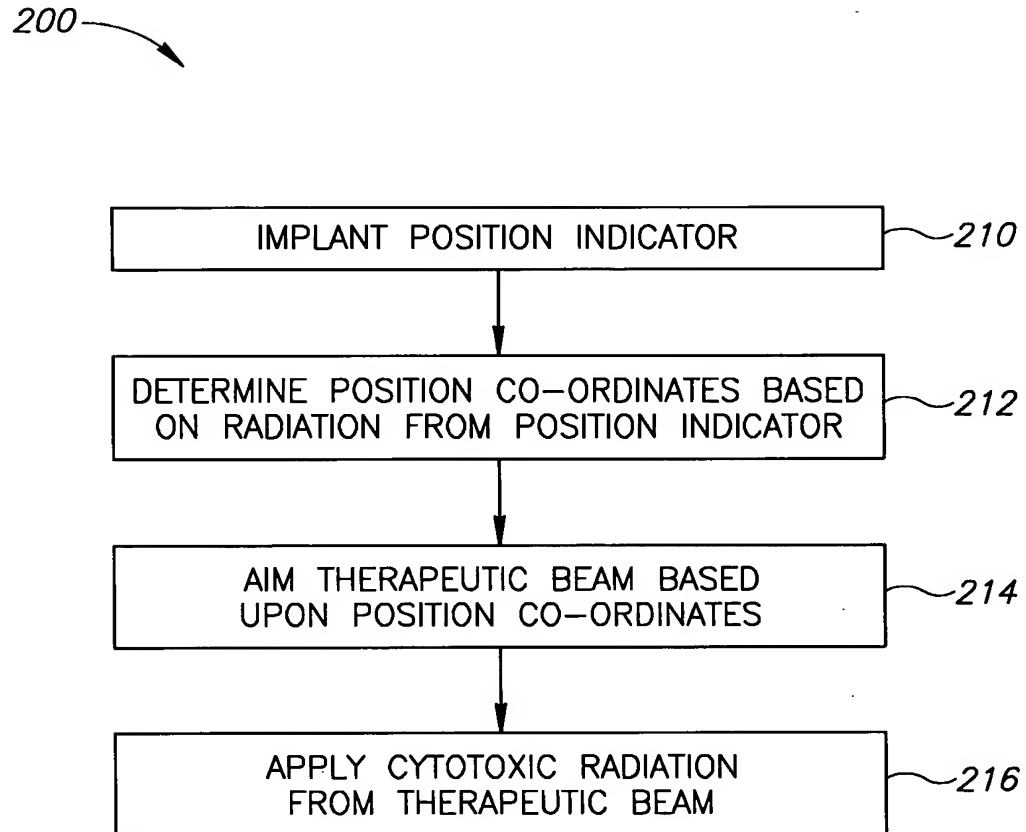 200
IMPLANT POSITION INDICATOR
210
DETERMINE POSITION CO-ORDINATES BASED
ON RADIATION FROM POSITION INDICATOR
212
AIM THERAPEUTIC BEAM BASED
UPON POSITION CO-ORDINATES
214
APPLY CYTOTOXIC RADIATION
FROM THERAPEUTIC BEAM
216